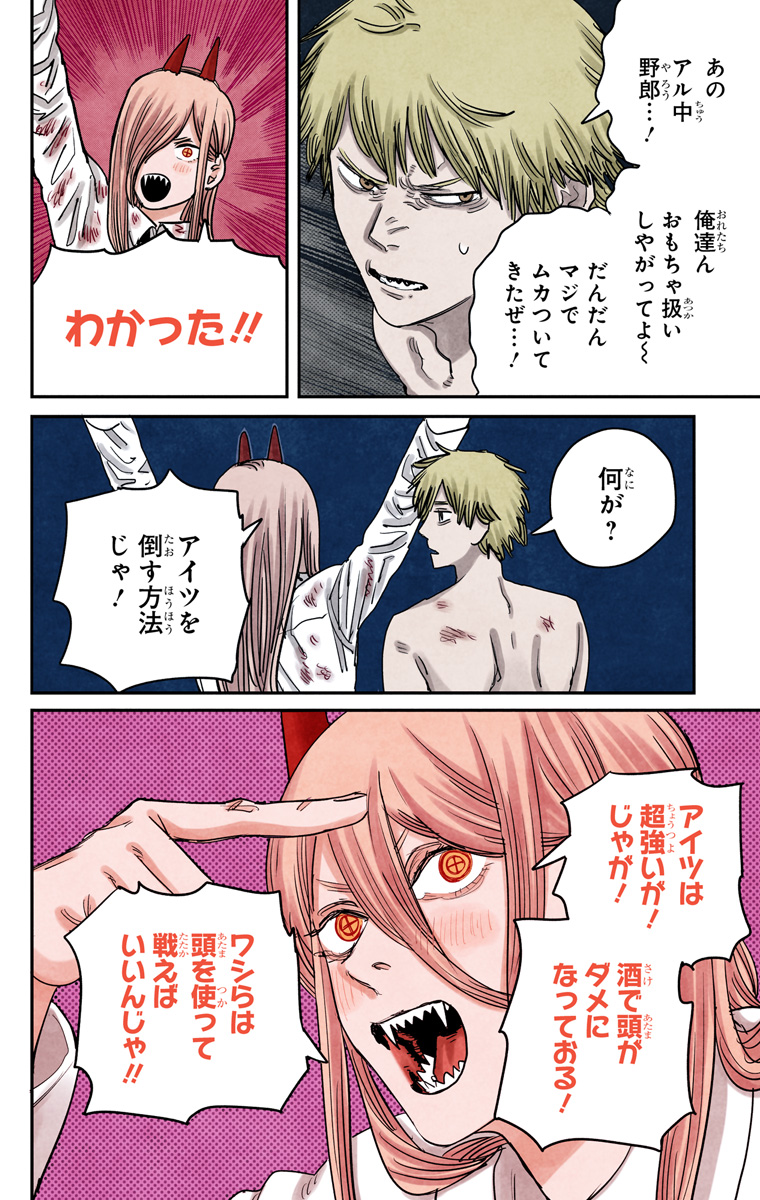 あの
アル中
野郎…！
俺達ん
おもちゃ扱い
しやがってよ〜
だんだん
マジで
ムカついて
きたぜ…！
わかった!!
何が？
アイツを
倒す方法
じゃ！
アイツは
超強いが！
じゃが！
酒で頭が
ダメに
なっておる！
ワシらは
頭を使って
戦えば
いいんじゃ!!